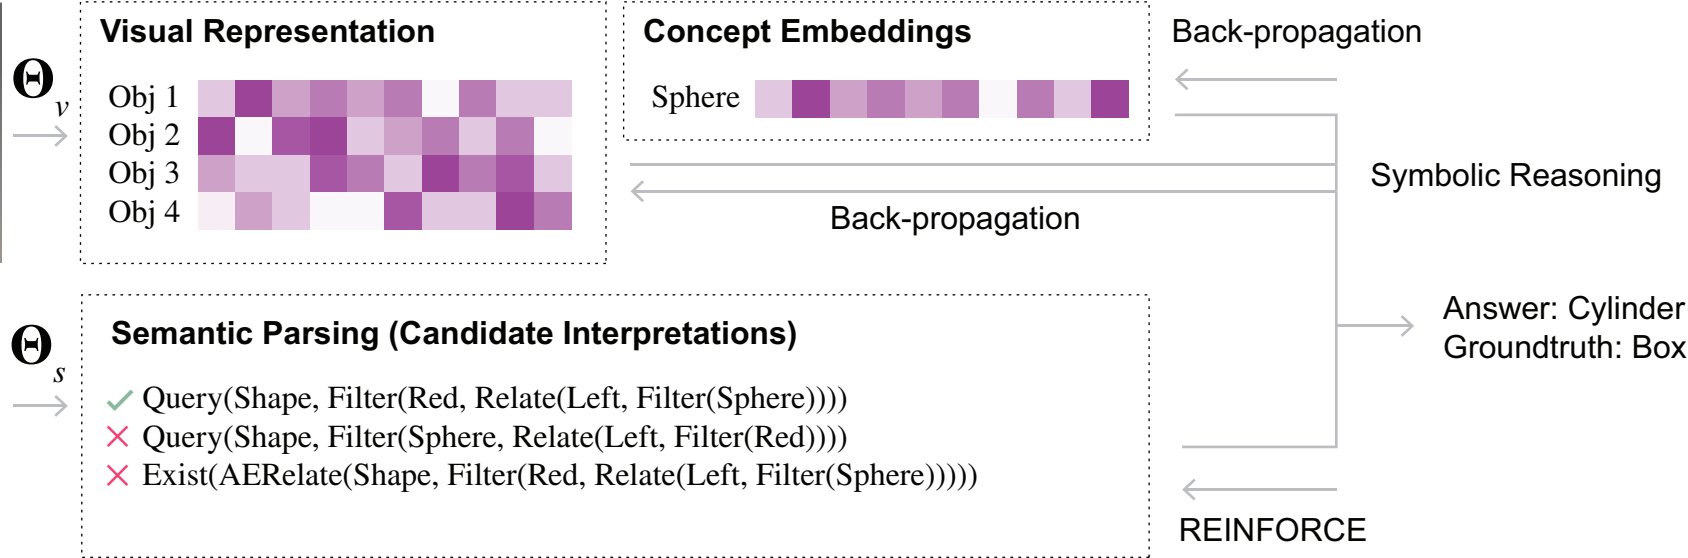 Visual Representation
Θv
Obj 1
Obj 2
Obj 3
Obj 4
Concept Embeddings
Sphere
Back-propagation
Symbolic Reasoning
Back-propagation
Answer: Cylinder
Groundtruth: Box
Θs
Semantic Parsing (Candidate Interpretations)
✓ Query(Shape, Filter(Red, Relate(Left, Filter(Sphere))))
✕ Query(Shape, Filter(Sphere, Relate(Left, Filter(Red))))
✕ Exist(AERelate(Shape, Filter(Red, Relate(Left, Filter(Sphere)))))
REINFORCE